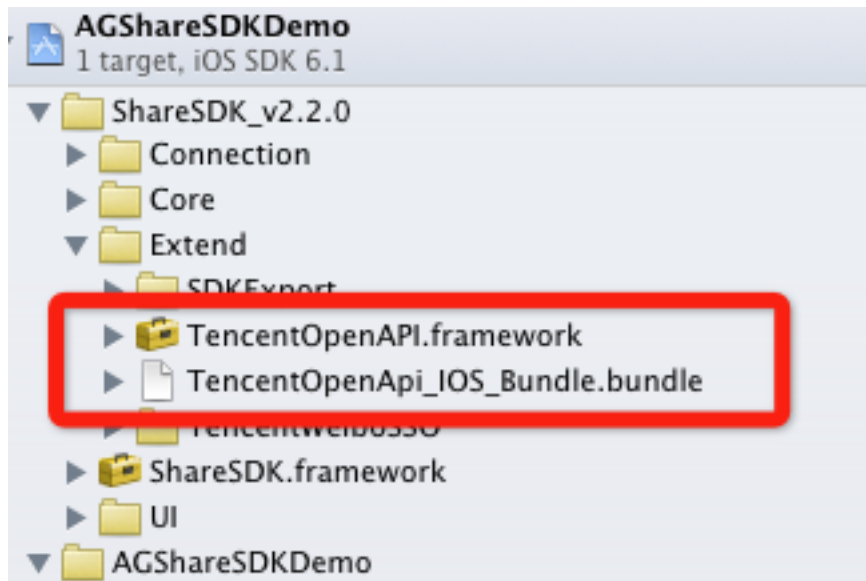 AGShareSDKDemo
1 target, iOS SDK 6.1
ShareSDK_v2.2.0
Connection
Core
Extend
SDKExport
TencentOpenAPI.framework
TencentOpenApi_IOS_Bundle.bundle
TencentWeiboSSO
ShareSDK.framework
UI
AGShareSDKDemo